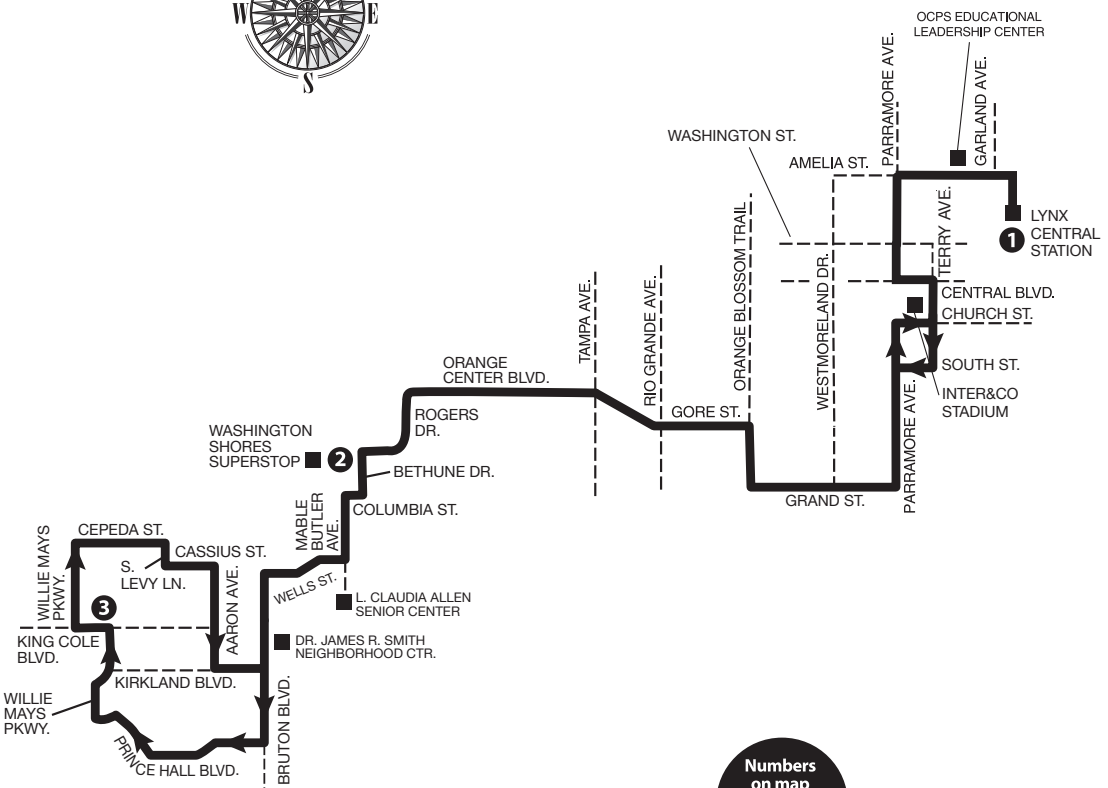 W
E
S
OCPS EDUCATIONAL
LEADERSHIP CENTER
PARRAMORE AVE.
GARLAND AVE.
WASHINGTON ST.
AMELIA ST.
LYNX
CENTRAL
STATION
1
TERRY AVE.
ORANGE BLOSSOM TRAIL
WESTMORELAND DR.
CENTRAL BLVD.
CHURCH ST.
TAMPA AVE.
RIO GRANDE AVE.
SOUTH ST.
INTER&CO
STADIUM
ORANGE
CENTER BLVD.
GORE ST.
PARRAMORE AVE.
ROGERS
DR.
WASHINGTON
SHORES
SUPERSTOP
2
BETHUNE DR.
GRAND ST.
COLUMBIA ST.
MABLE
BUTLER
AVE.
WILLIE MAYS
PKWY.
CEPEDA ST.
CASSIUS ST.
S.
LEVY LN.
AARON AVE.
WELLS ST.
L. CLAUDIA ALLEN
SENIOR CENTER
3
KING COLE
BLVD.
DR. JAMES R. SMITH
NEIGHBORHOOD CTR.
KIRKLAND BLVD.
WILLIE
MAYS
PKWY.
BRUTON BLVD.
PRINCE HALL BLVD.
Numbers
on map